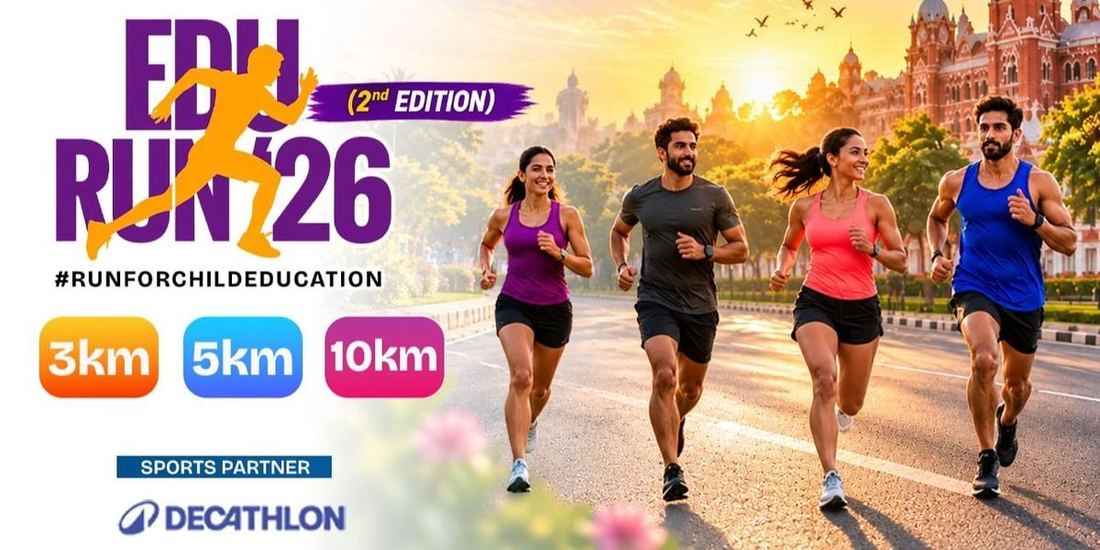 EDU
RUN '26
(2nd EDITION)
#RUNFORCHILDEDUCATION
3km
5km
10km
SPORTS PARTNER
DECATHLON